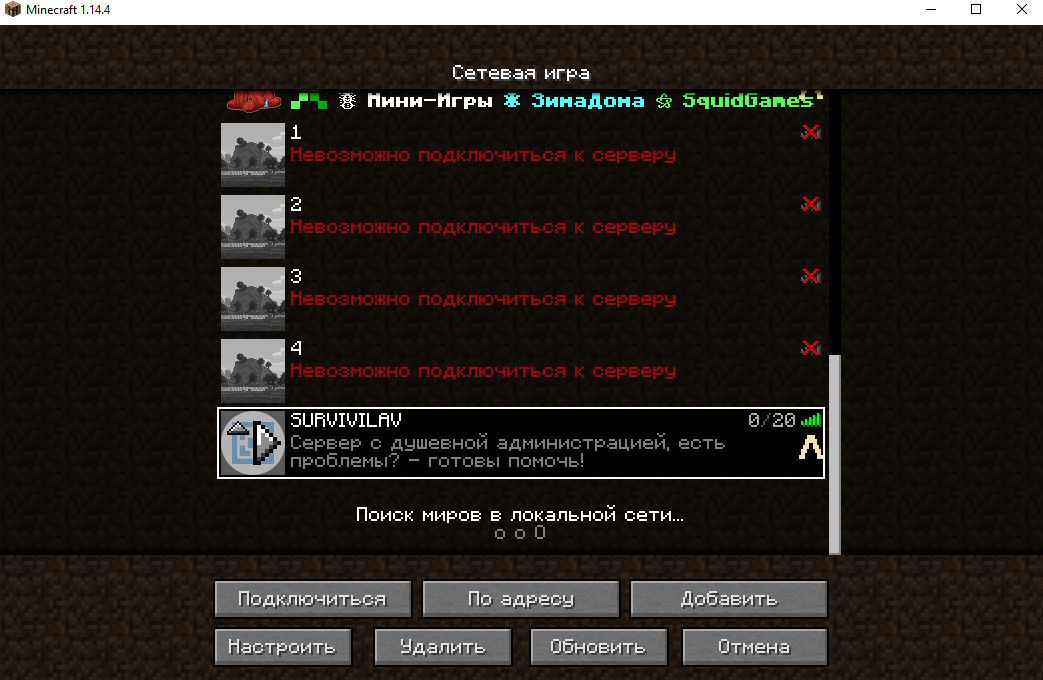 Minecraft 1.14.4
Сетевая игра
Мини-Игры ЗимаДома SquidGames
1
Невозможно подключиться к серверу
2
Невозможно подключиться к серверу
3
Невозможно подключиться к серверу
4
Невозможно подключиться к серверу
SURVIVILAV 0/20
Сервер с душевной администрацией, есть
проблемы? - готовы помочь!
Поиск миров в локальной сети...
o o O
Подключиться По адресу Добавить
Настроить Удалить Обновить Отмена